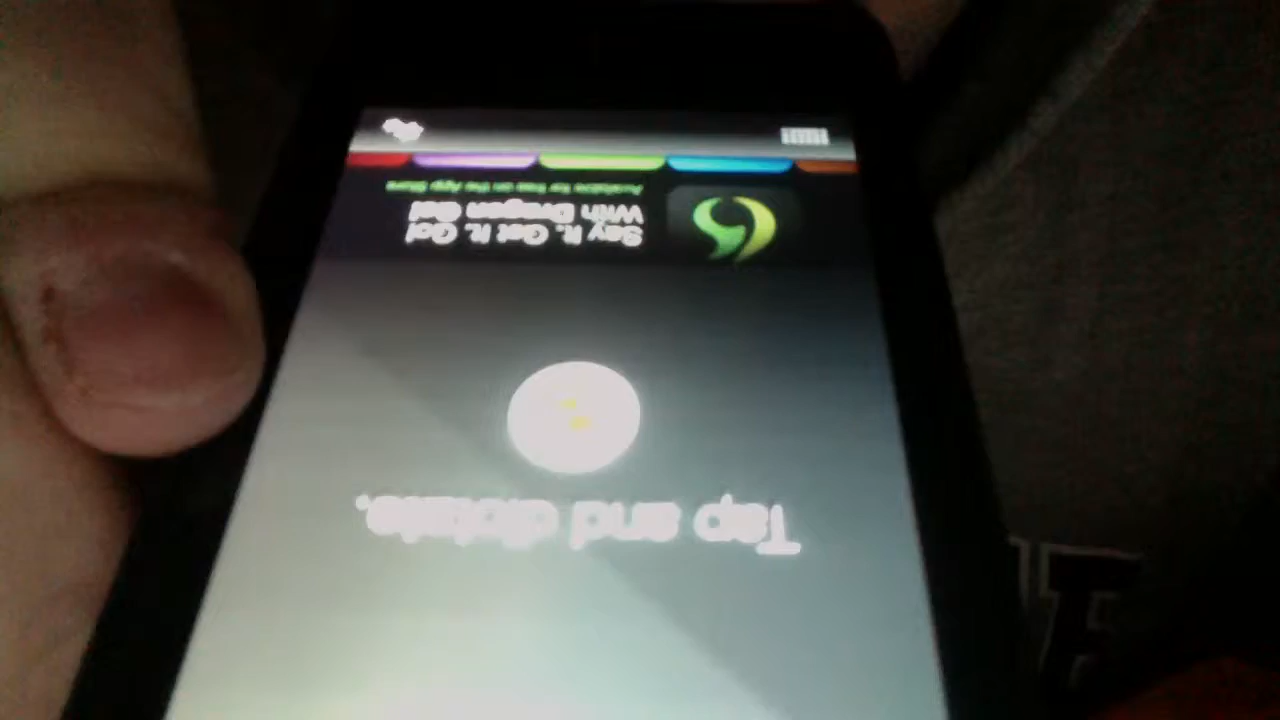 Tap and dictate.
Say It. Get It. Go!
With Dragon Go!
Available for free on the App Store